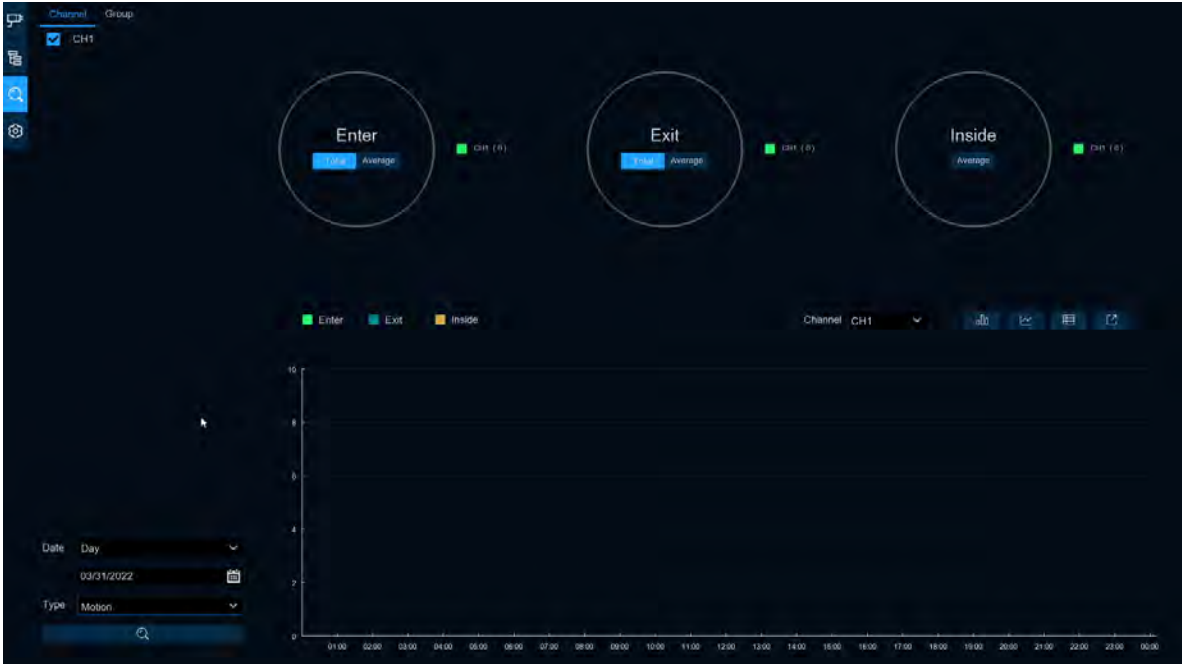 Channel Group
CH1
Enter
Total Average
CH1 ( 0 )
Exit
Total Average
CH1 ( 0 )
Inside
Average
CH1 ( 0 )
Enter Exit Inside
Channel CH1
10
8
6
4
2
0
01:00 02:00 03:00 04:00 05:00 06:00 07:00 08:00 09:00 10:00 11:00 12:00 13:00 14:00 15:00 16:00 17:00 18:00 19:00 20:00 21:00 22:00 23:00 00:00
Date Day
03/31/2022
Type Motion